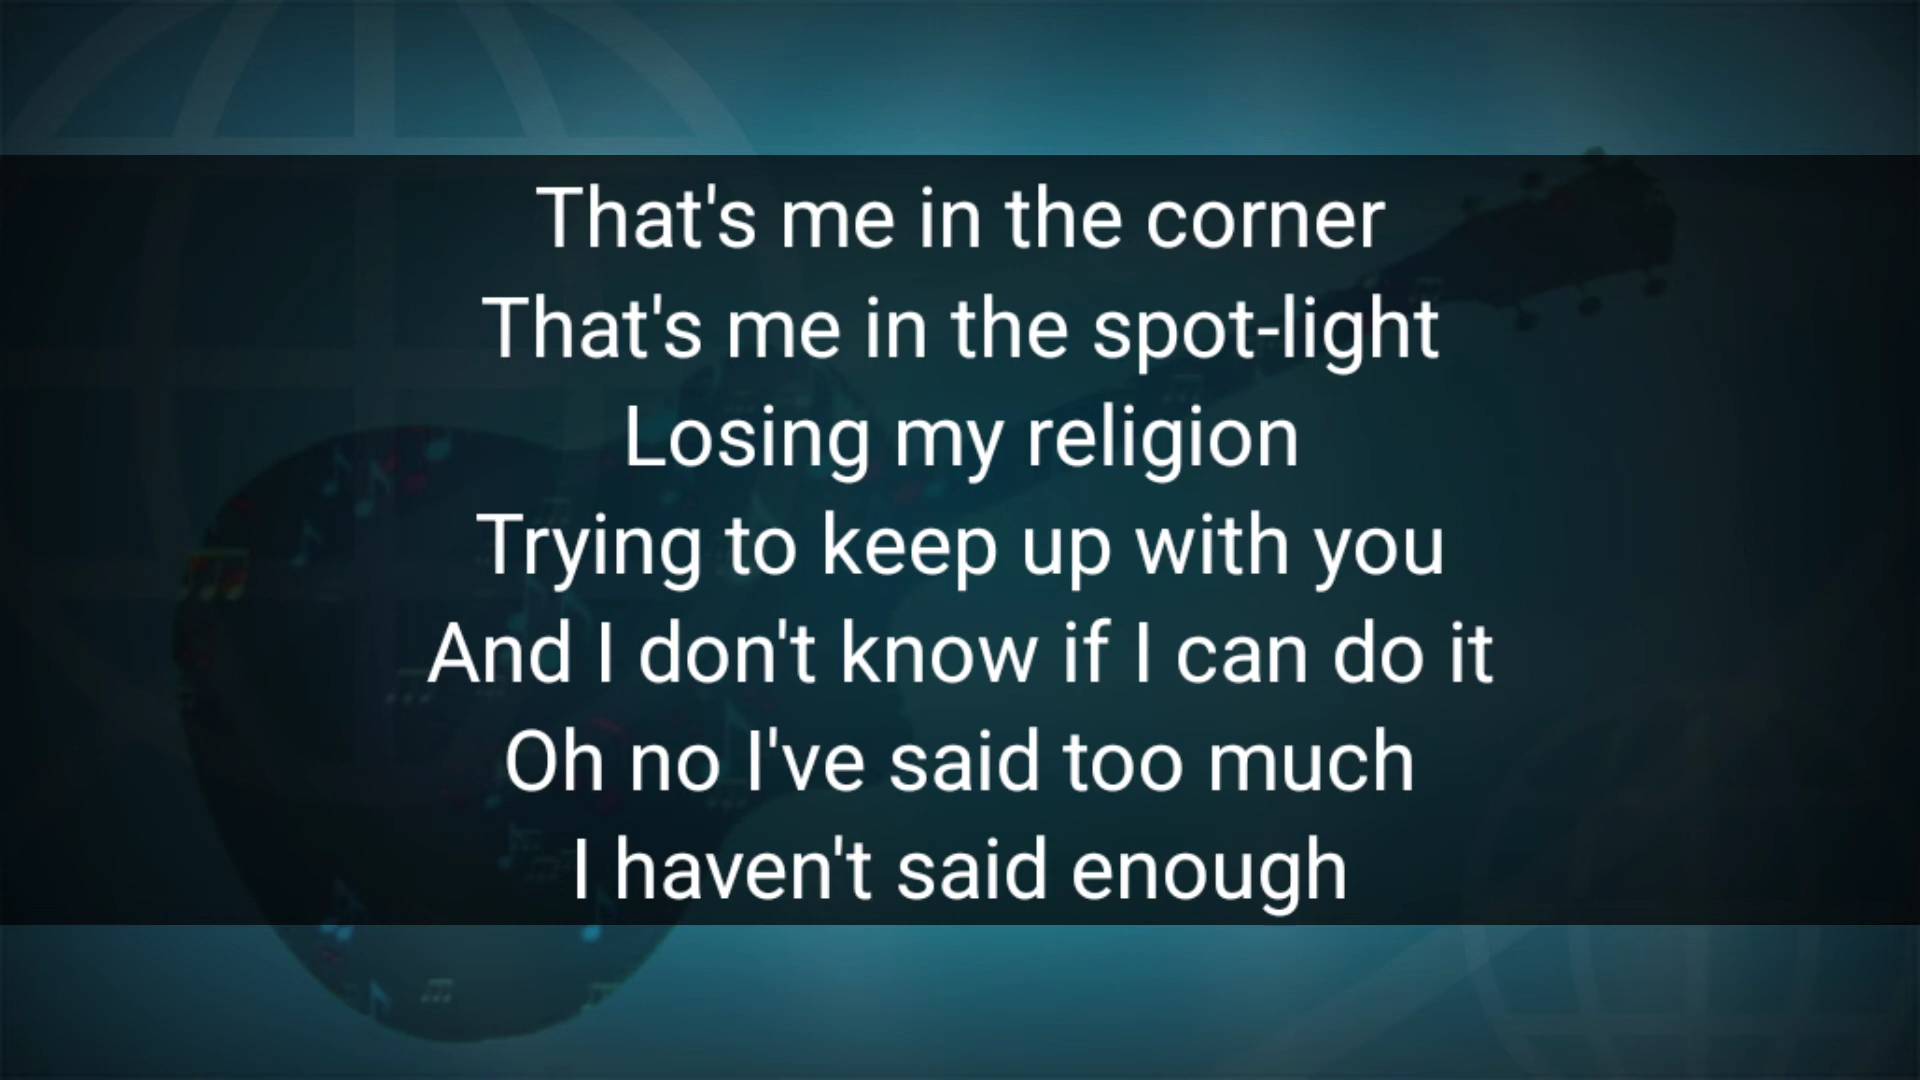 That's me in the corner
That's me in the spot-light
Losing my religion
Trying to keep up with you
And I don't know if I can do it
Oh no I've said too much
I haven't said enough